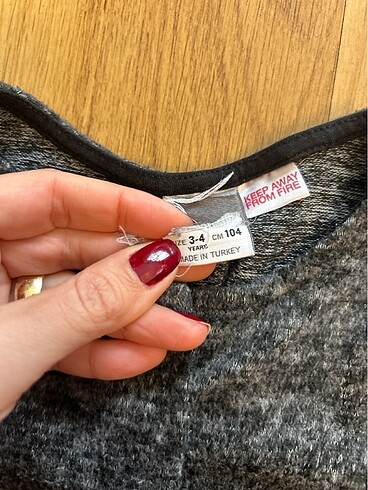 KEEP AWAY
FROM FIRE
SIZE 3-4 CM 104
YEARS
MADE IN TURKEY